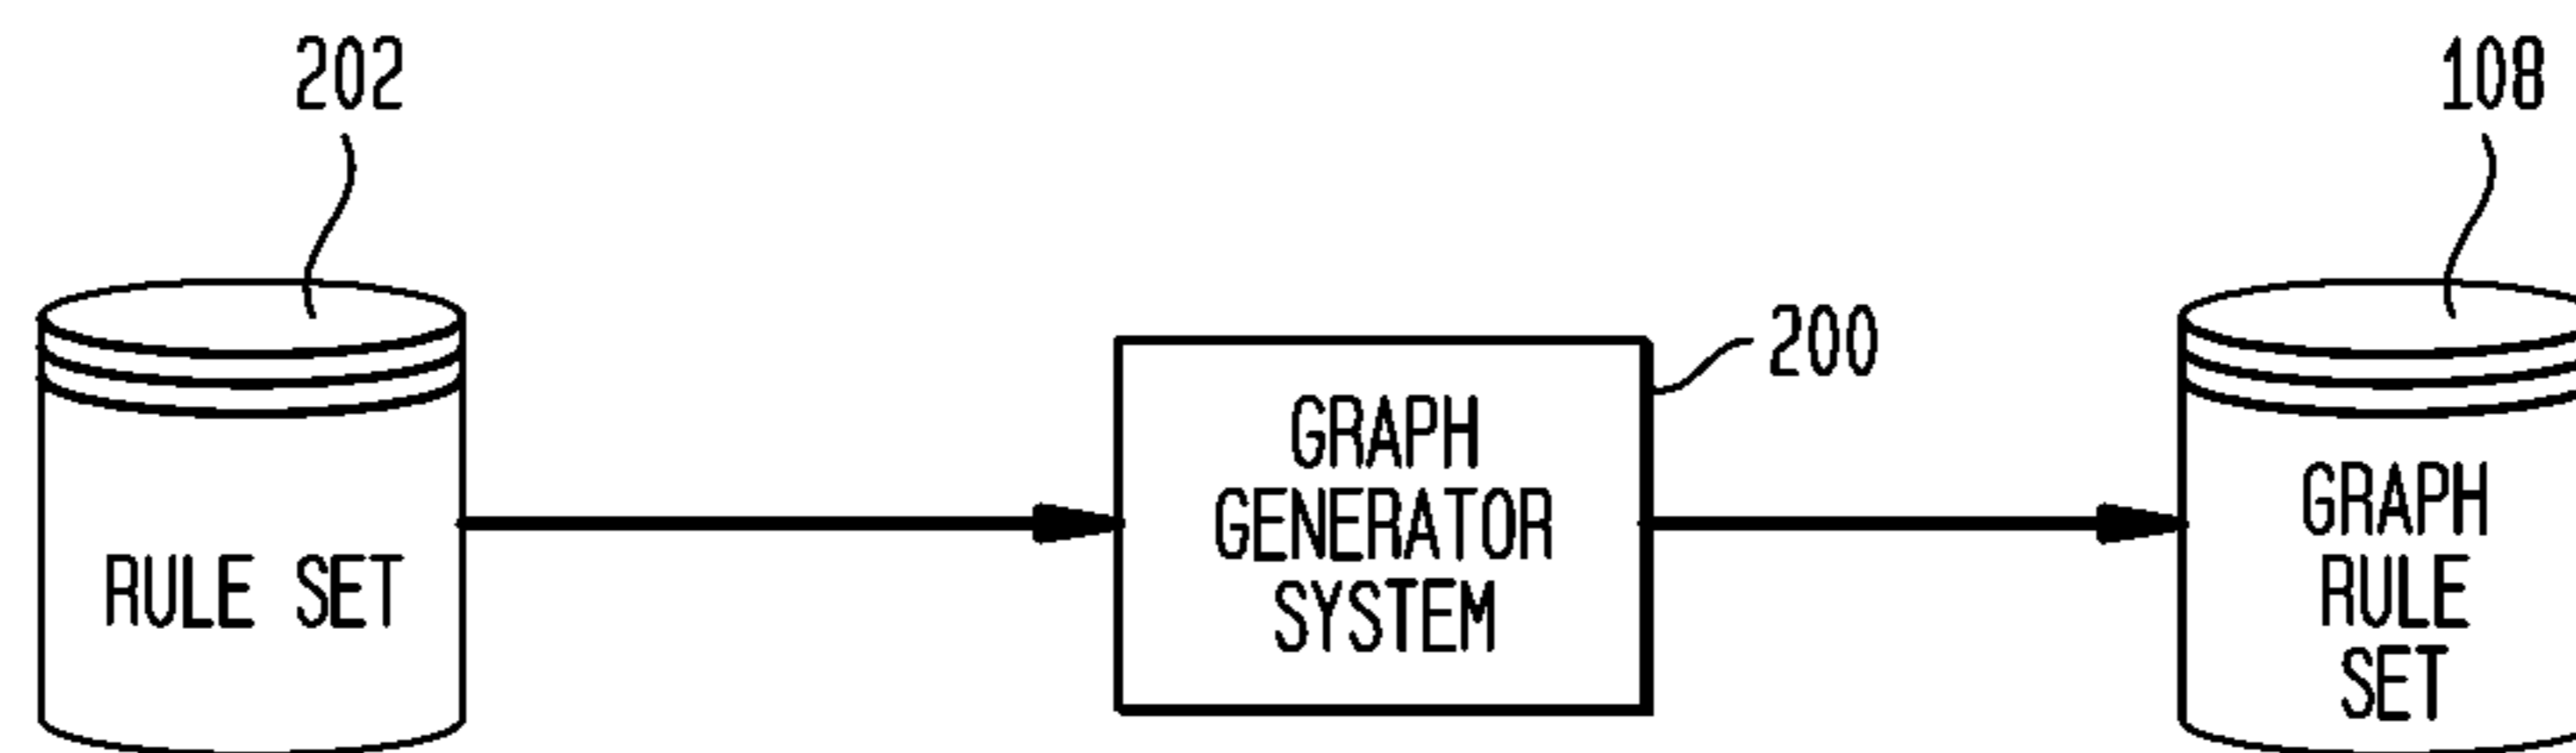 202
108
200
RULE SET
GRAPH
GENERATOR
SYSTEM
GRAPH
RULE
SET